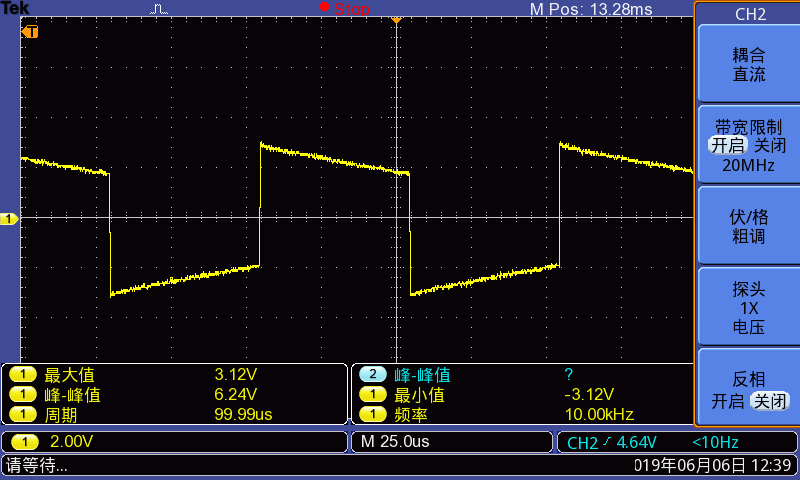 Tek Stop M Pos: 13.28ms CH2
T
耦合
直流
带宽限制
开启 关闭
20MHz
1
伏/格
粗调
探头
1X
电压
反相
开启 关闭
1 最大值 3.12V
1 峰-峰值 6.24V
1 周期 99.99us
2 峰-峰值 ?
1 最小值 -3.12V
1 频率 10.00kHz
1 2.00V M 25.0us CH2 4.64V <10Hz
请等待... 019年06月06日 12:39